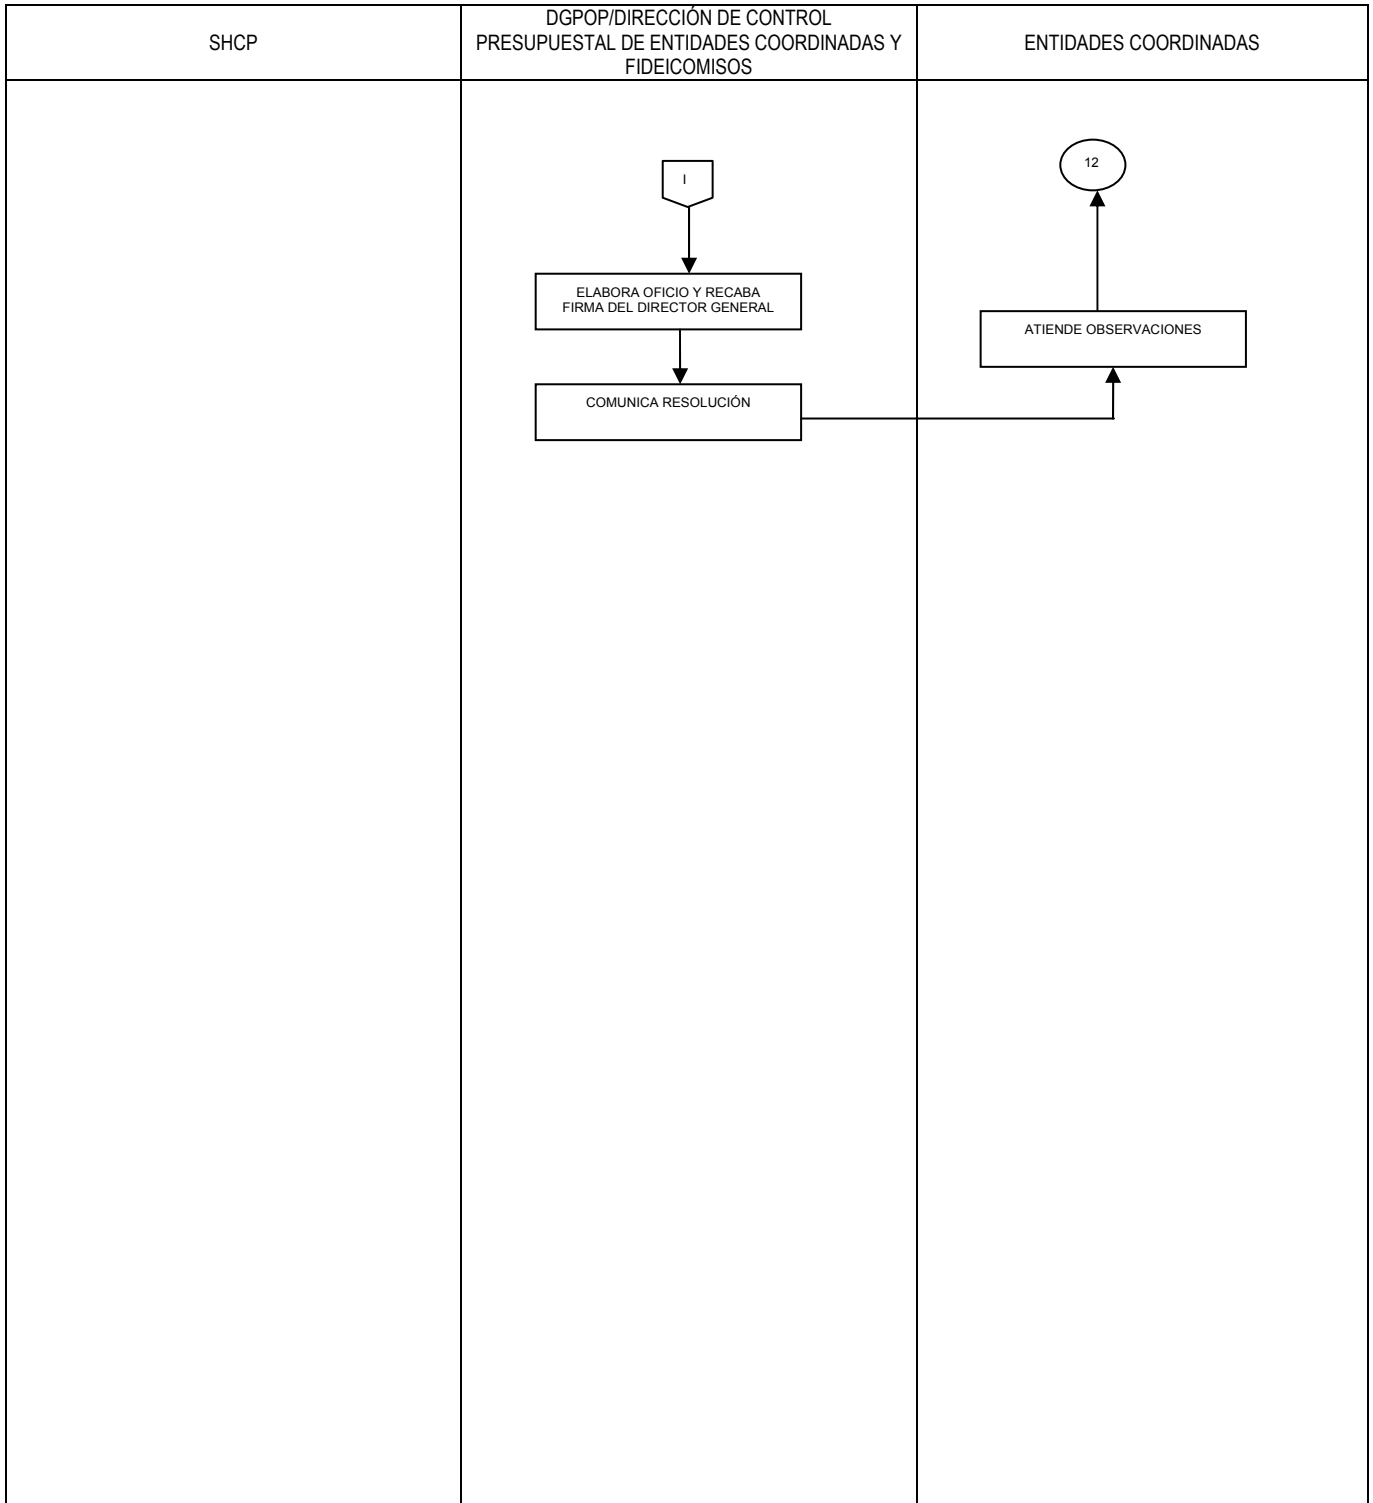 SHCP
DGPOP/DIRECCIÓN DE CONTROL
PRESUPUESTAL DE ENTIDADES COORDINADAS Y
FIDEICOMISOS
ENTIDADES COORDINADAS
I
12
ELABORA OFICIO Y RECABA
FIRMA DEL DIRECTOR GENERAL
ATIENDE OBSERVACIONES
COMUNICA RESOLUCIÓN